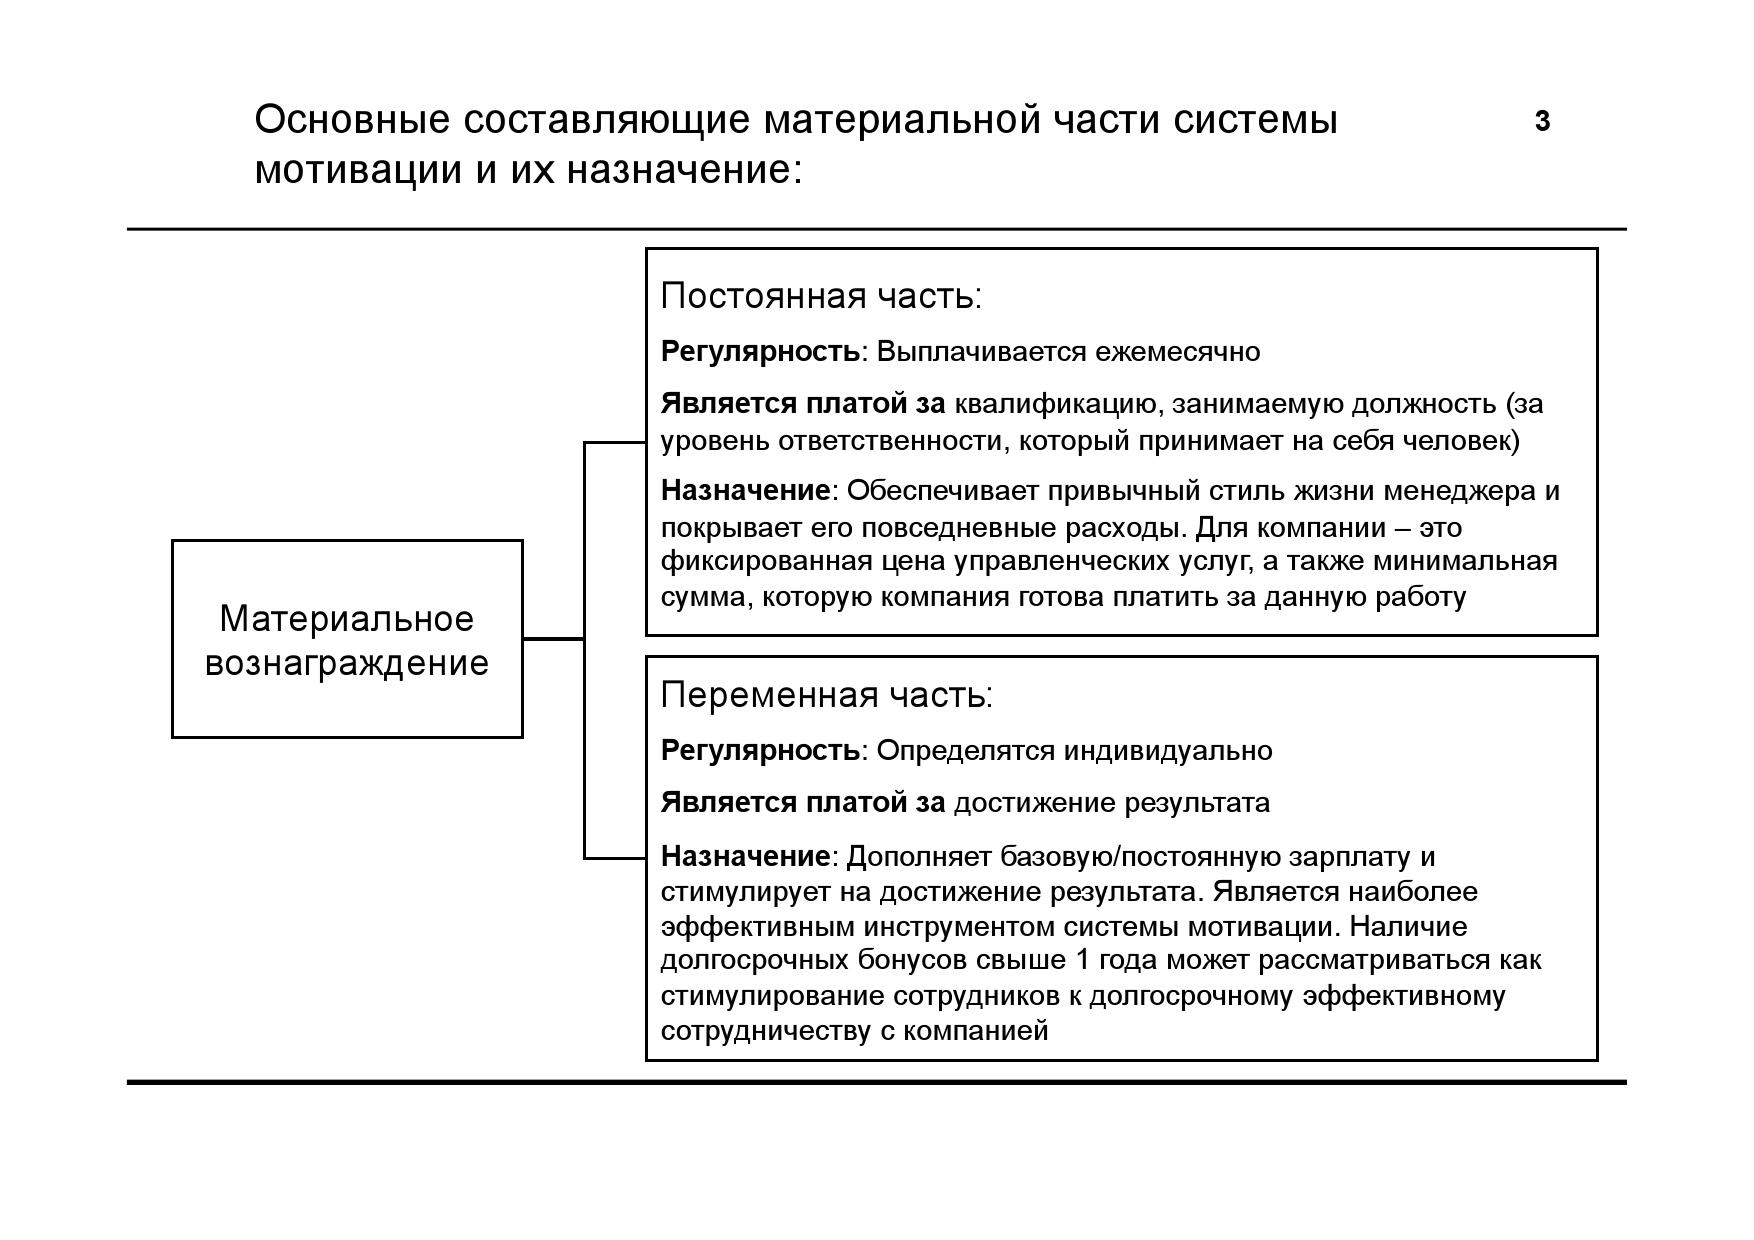 Основные составляющие материальной части системы
мотивации и их назначение:
3
Материальное
вознаграждение
Постоянная часть:
Регулярность: Выплачивается ежемесячно
Является платой за квалификацию, занимаемую должность (за
уровень ответственности, который принимает на себя человек)
Назначение: Обеспечивает привычный стиль жизни менеджера и
покрывает его повседневные расходы. Для компании – это
фиксированная цена управленческих услуг, а также минимальная
сумма, которую компания готова платить за данную работу
Переменная часть:
Регулярность: Определятся индивидуально
Является платой за достижение результата
Назначение: Дополняет базовую/постоянную зарплату и
стимулирует на достижение результата. Является наиболее
эффективным инструментом системы мотивации. Наличие
долгосрочных бонусов свыше 1 года может рассматриваться как
стимулирование сотрудников к долгосрочному эффективному
сотрудничеству с компанией